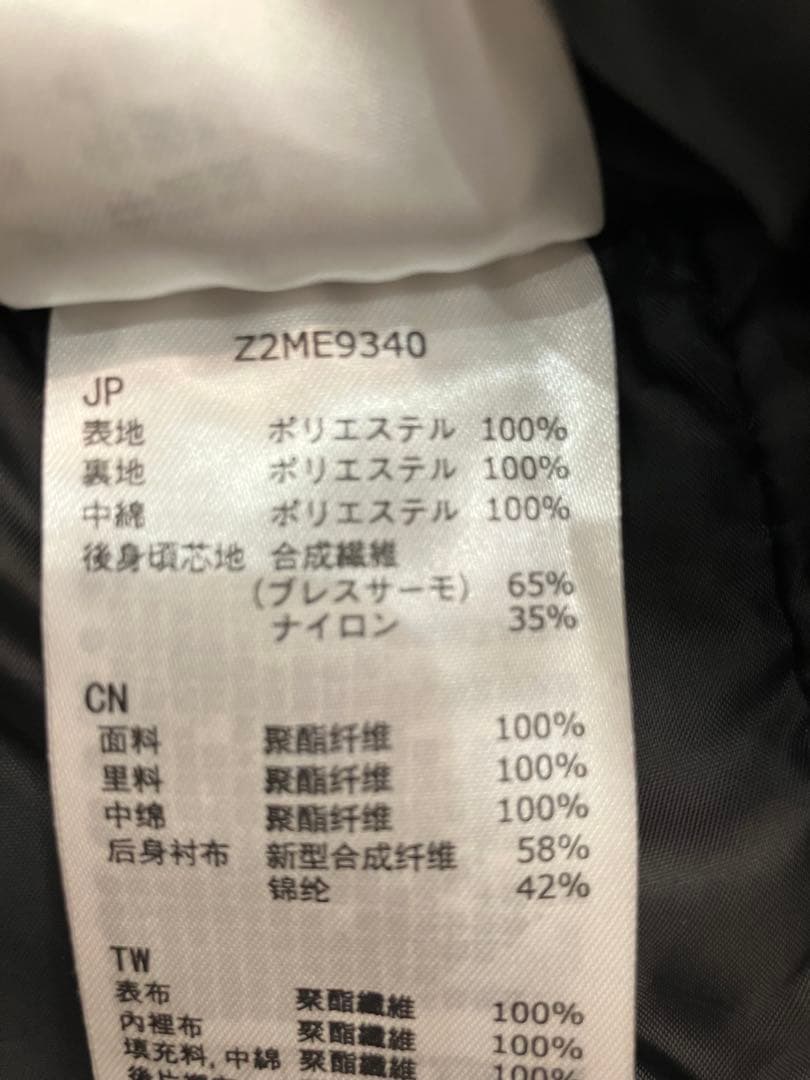 Z2ME9340
JP
表地 ポリエステル 100%
裏地 ポリエステル 100%
中綿 ポリエステル 100%
後身頃芯地 合成繊維
(ブレスサーモ) 65%
ナイロン 35%
CN
面料 聚酯纤维 100%
里料 聚酯纤维 100%
中绵 聚酯纤维 100%
后身衬布 新型合成纤维 58%
锦纶 42%
TW
表布 聚酯纖維 100%
內裡布 聚酯纖維 100%
填充料,中綿 聚酯纖維 100%
100%